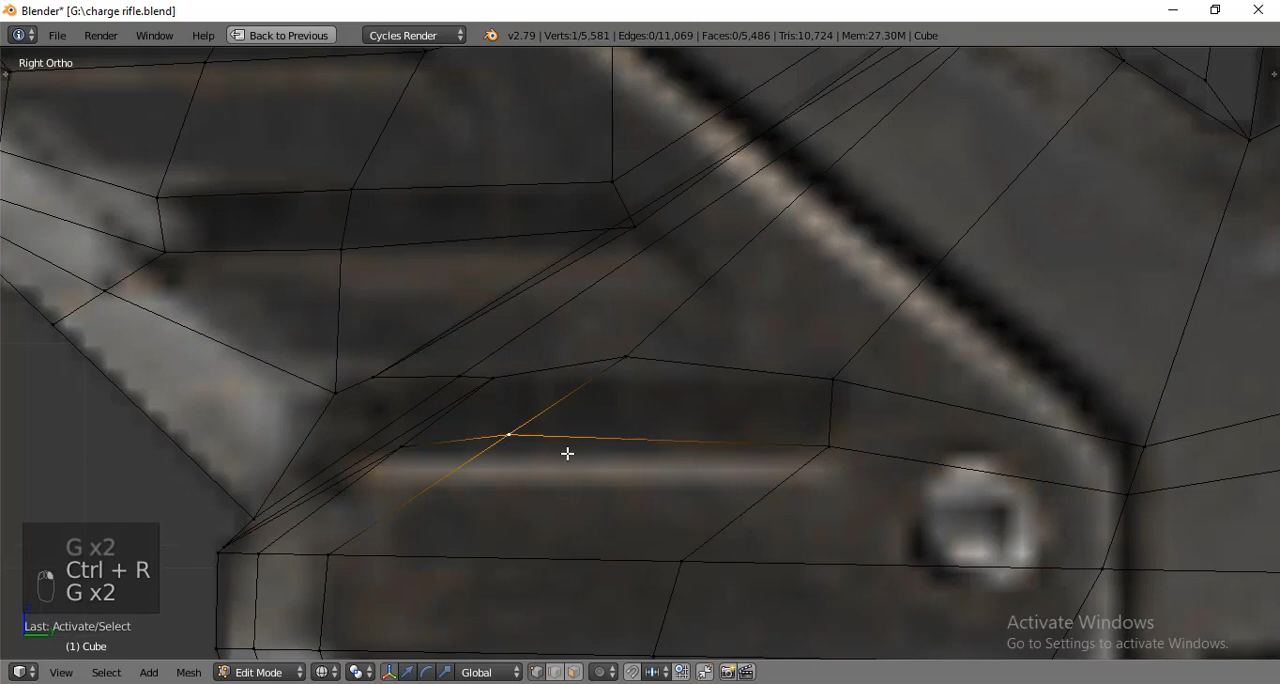 Blender* [G:\charge rifle.blend]
File Render Window Help Back to Previous Cycles Render v2.79 | Verts:1/5,581 | Edges:0/11,069 | Faces:0/5,486 | Tris:10,724 | Mem:27.30M | Cube
Right Ortho
G x2
Ctrl + R
G x2
Last: Activate/Select
(1) Cube
Activate Windows
Go to Settings to activate Windows.
View Select Add Mesh Edit Mode Global